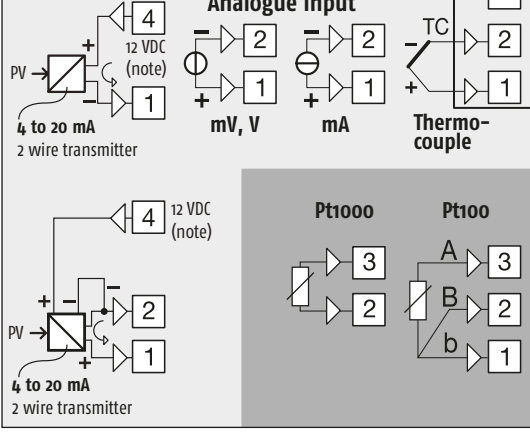 Analogue input
+
4
12 VDC
(note)
PV
−
1
4 to 20 mA
2 wire transmitter
−
2
+
1
mV, V
−
2
+
1
mA
TC
−
2
+
1
Thermo-
couple
4
12 VDC
(note)
+
−
−
2
PV
+
1
4 to 20 mA
2 wire transmitter
Pt1000
3
2
Pt100
A
3
B
2
b
1